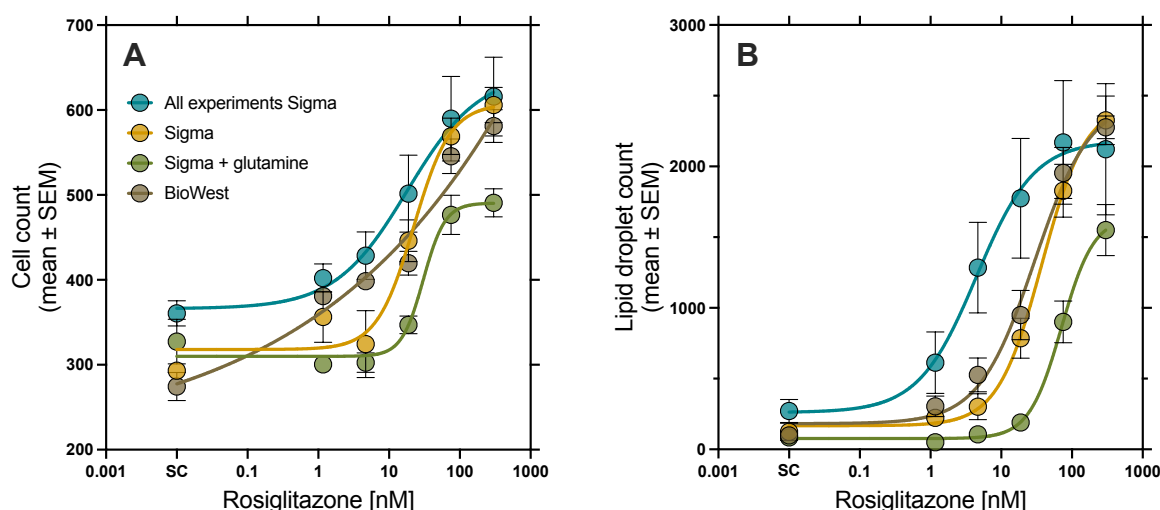 A
All experiments Sigma
Sigma
Sigma + glutamine
BioWest
Cell count
(mean ± SEM)
700
600
500
400
300
200
0.001 SC 0.1 1 10 100 1000
Rosiglitazone [nM]
B
Lipid droplet count
(mean ± SEM)
3000
2000
1000
0
0.001 SC 0.1 1 10 100 1000
Rosiglitazone [nM]